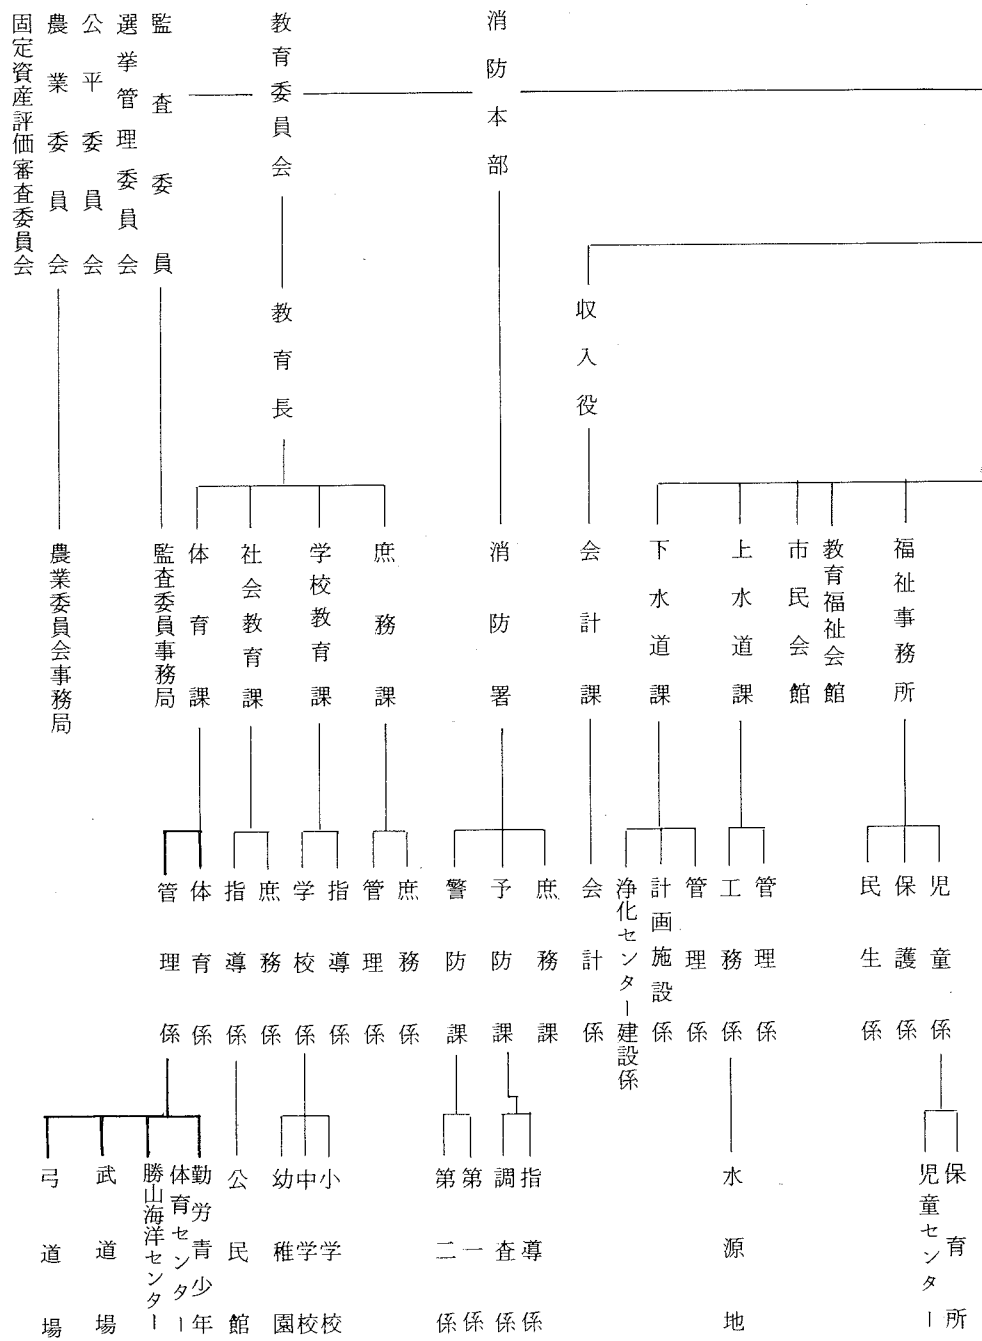 消防本部
教育委員会
監査委員
選挙管理委員会
公平委員会
農業委員会
固定資産評価審査委員会
収入役
教育長
福祉事務所
教育福祉会館
市民会館
上水道課
下水道課
会計課
消防署
庶務課
学校教育課
社会教育課
体育課
監査委員事務局
農業委員会事務局
児童係
保護係
民生係
管理係
工務係
管理係
計画施設係
浄化センター建設係
会計係
庶務課
予防課
警防課
庶務係
管理係
指導係
学校係
庶務係
指導係
体育係
管理係
保育所
児童センター
水源地
指導係
調査係
第一係
第二係
小学校
中学校
幼稚園
公民館
勤労青少年
体育センター
勝山海洋センター
武道場
弓道場